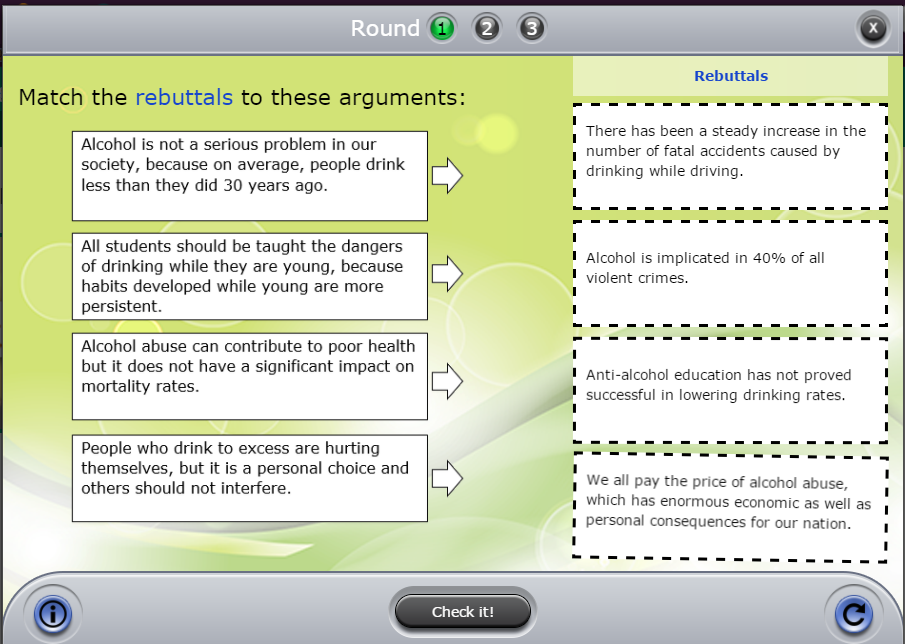 Round 1 2 3 X
Match the rebuttals to these arguments:
Alcohol is not a serious problem in our
society, because on average, people drink
less than they did 30 years ago.
All students should be taught the dangers
of drinking while they are young, because
habits developed while young are more
persistent.
Alcohol abuse can contribute to poor health
but it does not have a significant impact on
mortality rates.
People who drink to excess are hurting
themselves, but it is a personal choice and
others should not interfere.
Rebuttals
There has been a steady increase in the
number of fatal accidents caused by
drinking while driving.
Alcohol is implicated in 40% of all
violent crimes.
Anti-alcohol education has not proved
successful in lowering drinking rates.
We all pay the price of alcohol abuse,
which has enormous economic as well as
personal consequences for our nation.
i
Check it!